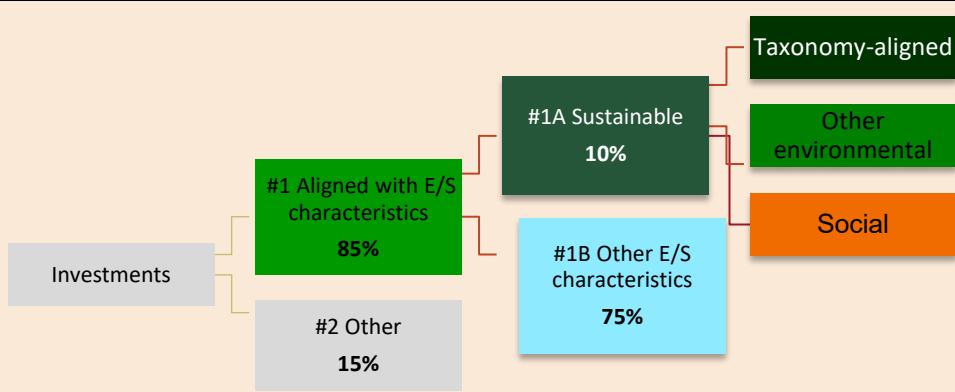 Investments
#1 Aligned with E/S
characteristics
85%
#2 Other
15%
#1A Sustainable
10%
#1B Other E/S
characteristics
75%
Taxonomy-aligned
Other
environmental
Social